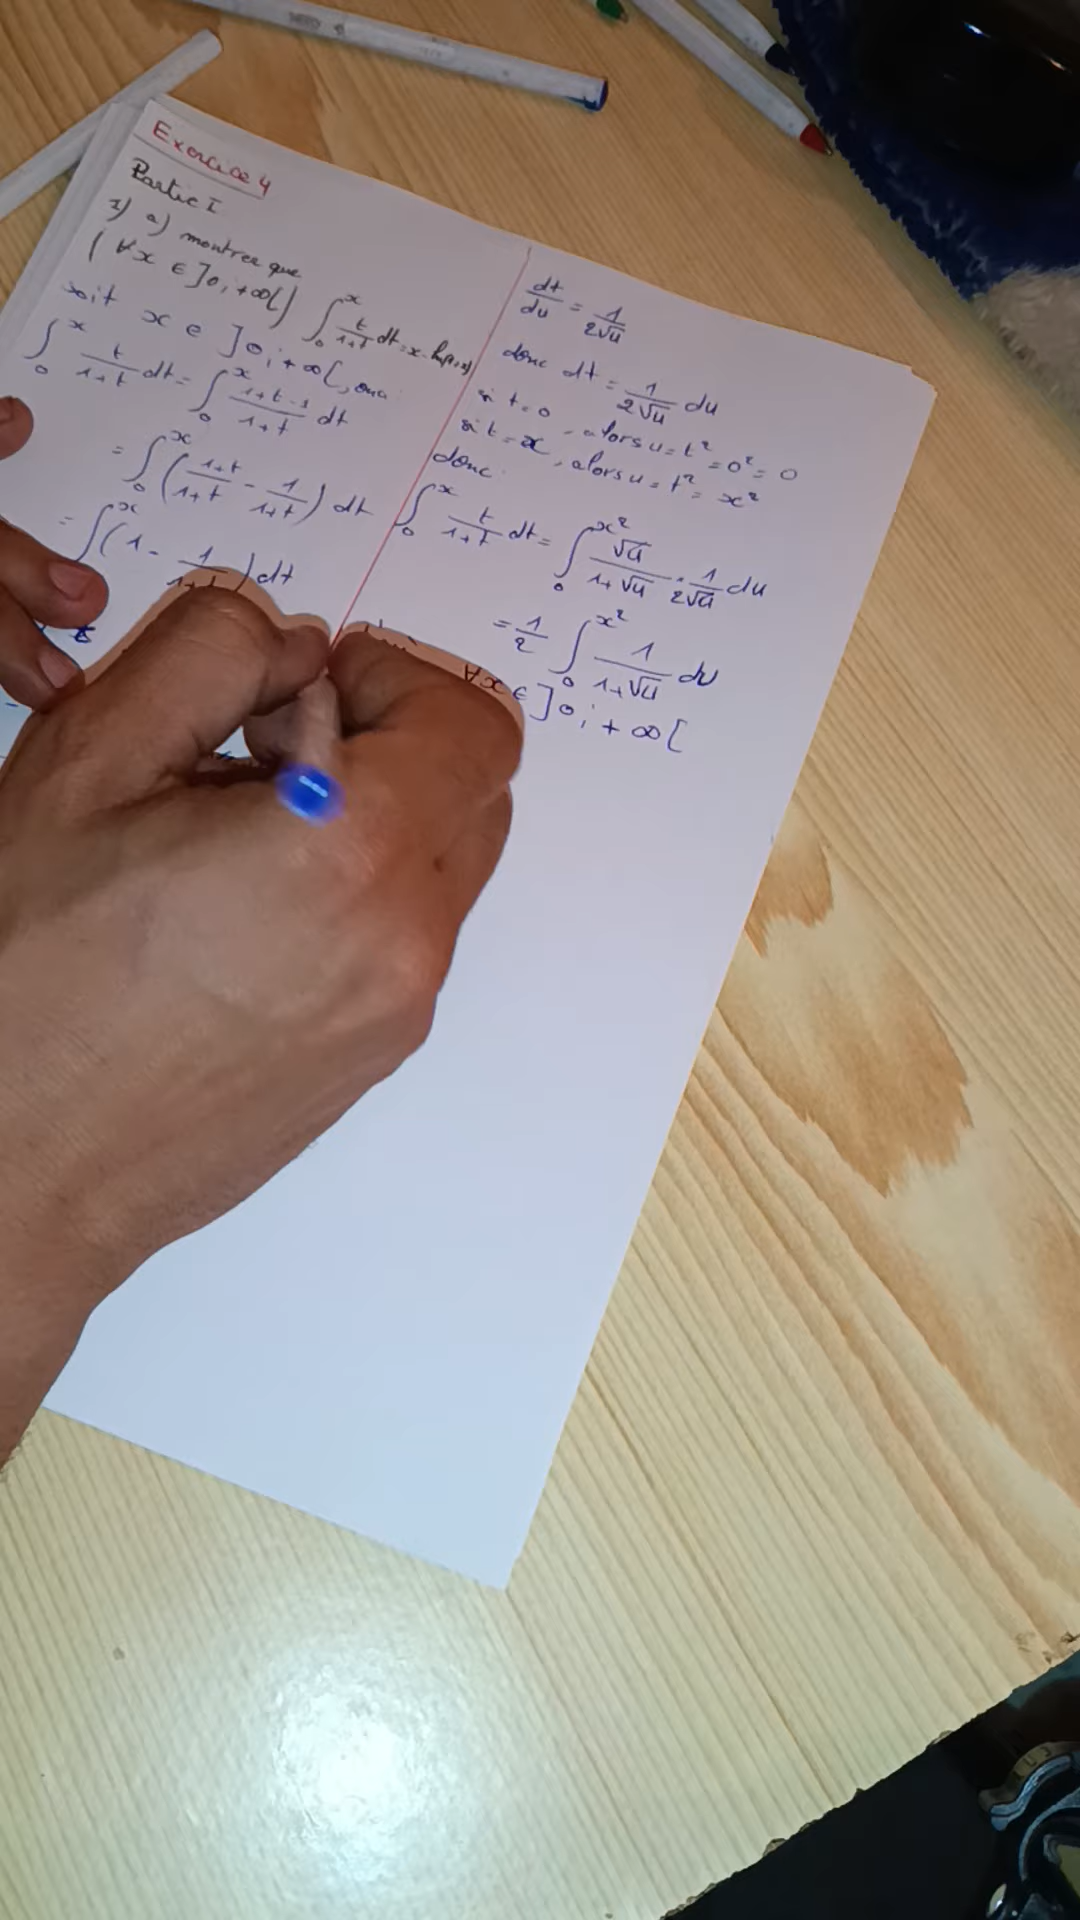 Exercice 4
Partie I
1) a) montrer que
(∀x ∈ ]0 ; +∞[) ∫₀ˣ t/(1+t) dt = x - ln(1+x)
soit x ∈ ]0 ; +∞[, on a
∫₀ˣ t/(1+t) dt = ∫₀ˣ (1+t-1)/(1+t) dt
= ∫₀ˣ ((1+t)/(1+t) - 1/(1+t)) dt
= ∫ˣ (1 - 1/(1+t)) dt
dt/du = 1/(2√u)
donc dt = 1/(2√u) du
si t=0, alors u = t² = 0² = 0
si t = x, alors u = t² = x²
donc
∫₀ˣ t/(1+t) dt = ∫₀^(x²) √u/(1+√u) · 1/(2√u) du
= 1/2 ∫₀^(x²) 1/(1+√u) du
∀x ∈ ]0 ; +∞[